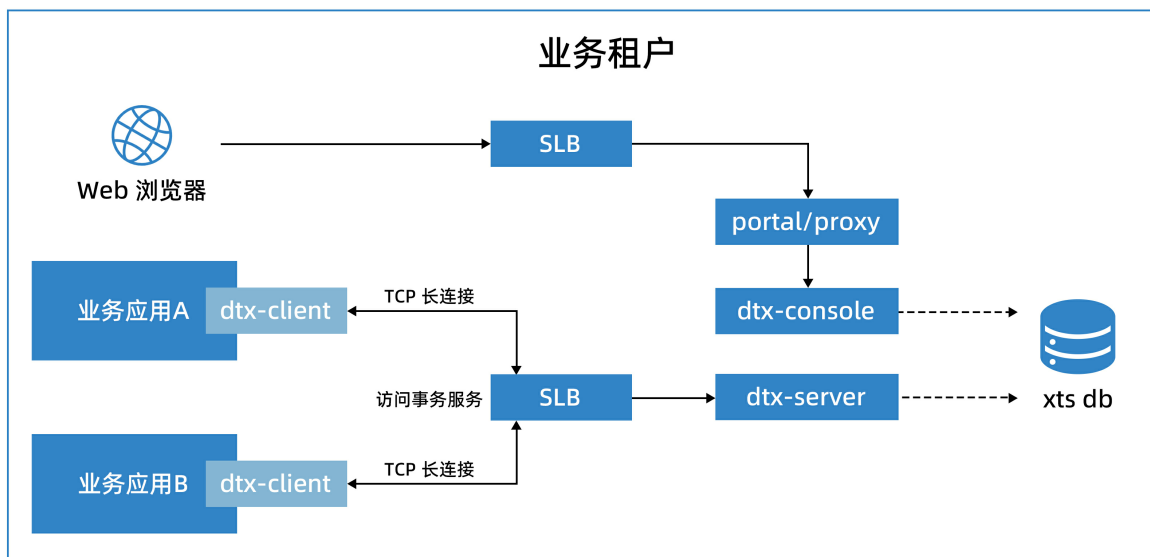 业务租户
SLB
Web 浏览器
portal/proxy
业务应用A
dtx-client
TCP 长连接
dtx-console
访问事务服务
SLB
dtx-server
xts db
业务应用B
dtx-client
TCP 长连接